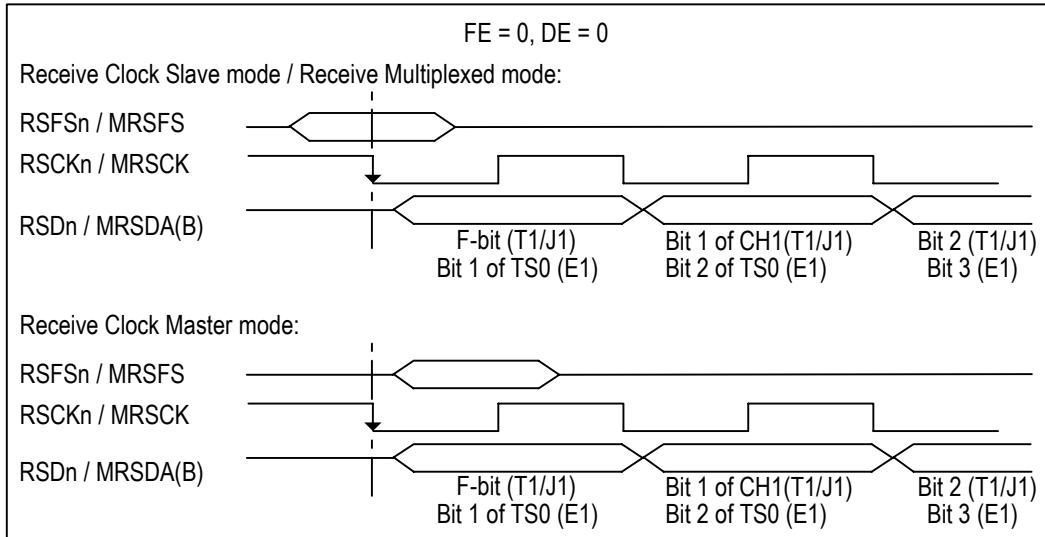 FE = 0, DE = 0
Receive Clock Slave mode / Receive Multiplexed mode:
RSFSn / MRSFS
RSCKn / MRSCK
RSDn / MRSDA(B)
F-bit (T1/J1)
Bit 1 of TS0 (E1)
Bit 1 of CH1(T1/J1)
Bit 2 of TS0 (E1)
Bit 2 (T1/J1)
Bit 3 (E1)
Receive Clock Master mode:
RSFSn / MRSFS
RSCKn / MRSCK
RSDn / MRSDA(B)
F-bit (T1/J1)
Bit 1 of TS0 (E1)
Bit 1 of CH1(T1/J1)
Bit 2 of TS0 (E1)
Bit 2 (T1/J1)
Bit 3 (E1)